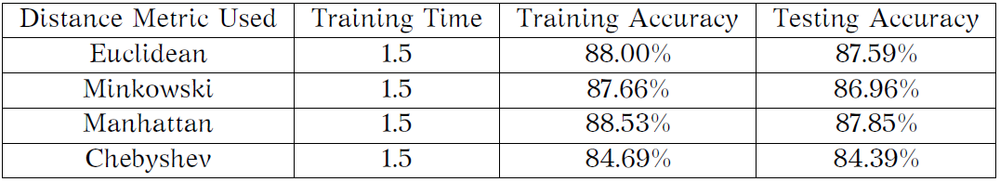 Distance Metric Used Training Time Training Accuracy Testing Accuracy
Euclidean 1.5 88.00% 87.59%
Minkowski 1.5 87.66% 86.96%
Manhattan 1.5 88.53% 87.85%
Chebyshev 1.5 84.69% 84.39%